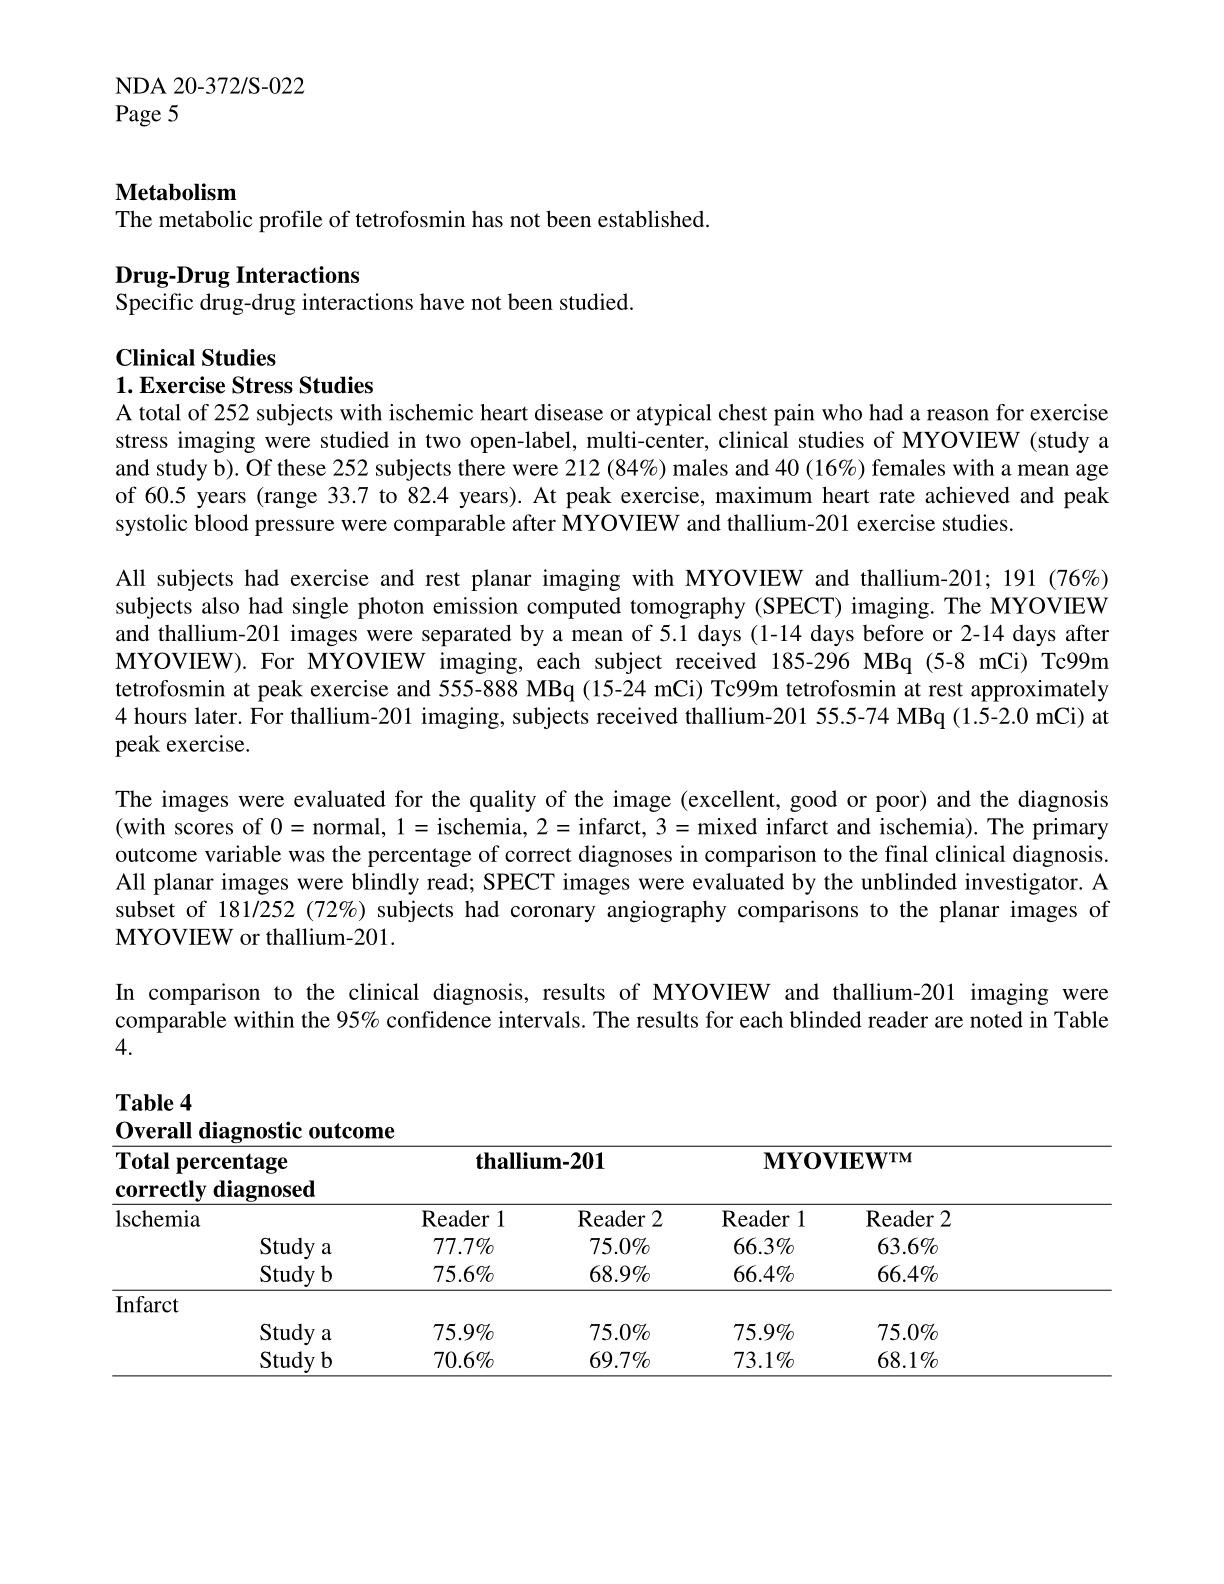 NDA 20-372/S-022
Page 5
Metabolism
The metabolic profile of tetrofosmin has not been established.
Drug-Drug Interactions
Specific drug-drug interactions have not been studied.
Clinical Studies
1. Exercise Stress Studies
A total of 252 subjects with ischemic heart disease or atypical chest pain who had a reason for exercise
stress imaging were studied in two open-label, multi-center, clinical studies of MYOVIEW (study a
and study b). Of these 252 subjects there were 212 (84%) males and 40 (16%) females with a mean age
of 60.5 years (range 33.7 to 82.4 years). At peak exercise, maximum heart rate achieved and peak
systolic blood pressure were comparable after MYOVIEW and thallium-201 exercise studies.
All subjects had exercise and rest planar imaging with MYOVIEW and thallium-201; 191 (76%)
subjects also had single photon emission computed tomography (SPECT) imaging. The MYOVIEW
and thallium-201 images were separated by a mean of 5.1 days (1-14 days before or 2-14 days after
MYOVIEW). For MYOVIEW imaging, each subject received 185-296 MBq (5-8 mCi) Tc99m
tetrofosmin at peak exercise and 555-888 MBq (15-24 mCi) Tc99m tetrofosmin at rest approximately
4 hours later. For thallium-201 imaging, subjects received thallium-201 55.5-74 MBq (1.5-2.0 mCi) at
peak exercise.
The images were evaluated for the quality of the image (excellent, good or poor) and the diagnosis
(with scores of 0 = normal, 1 = ischemia, 2 = infarct, 3 = mixed infarct and ischemia). The primary
outcome variable was the percentage of correct diagnoses in comparison to the final clinical diagnosis.
All planar images were blindly read; SPECT images were evaluated by the unblinded investigator. A
subset of 181/252 (72%) subjects had coronary angiography comparisons to the planar images of
MYOVIEW or thallium-201.
In comparison to the clinical diagnosis, results of MYOVIEW and thallium-201 imaging were
comparable within the 95% confidence intervals. The results for each blinded reader are noted in Table
4.
Table 4
Overall diagnostic outcome
Total percentage thallium-201 MYOVIEW™
correctly diagnosed
Ischemia Reader 1 Reader 2 Reader 1 Reader 2
Study a 77.7% 75.0% 66.3% 63.6%
Study b 75.6% 68.9% 66.4% 66.4%
Infarct
Study a 75.9% 75.0% 75.9% 75.0%
Study b 70.6% 69.7% 73.1% 68.1%